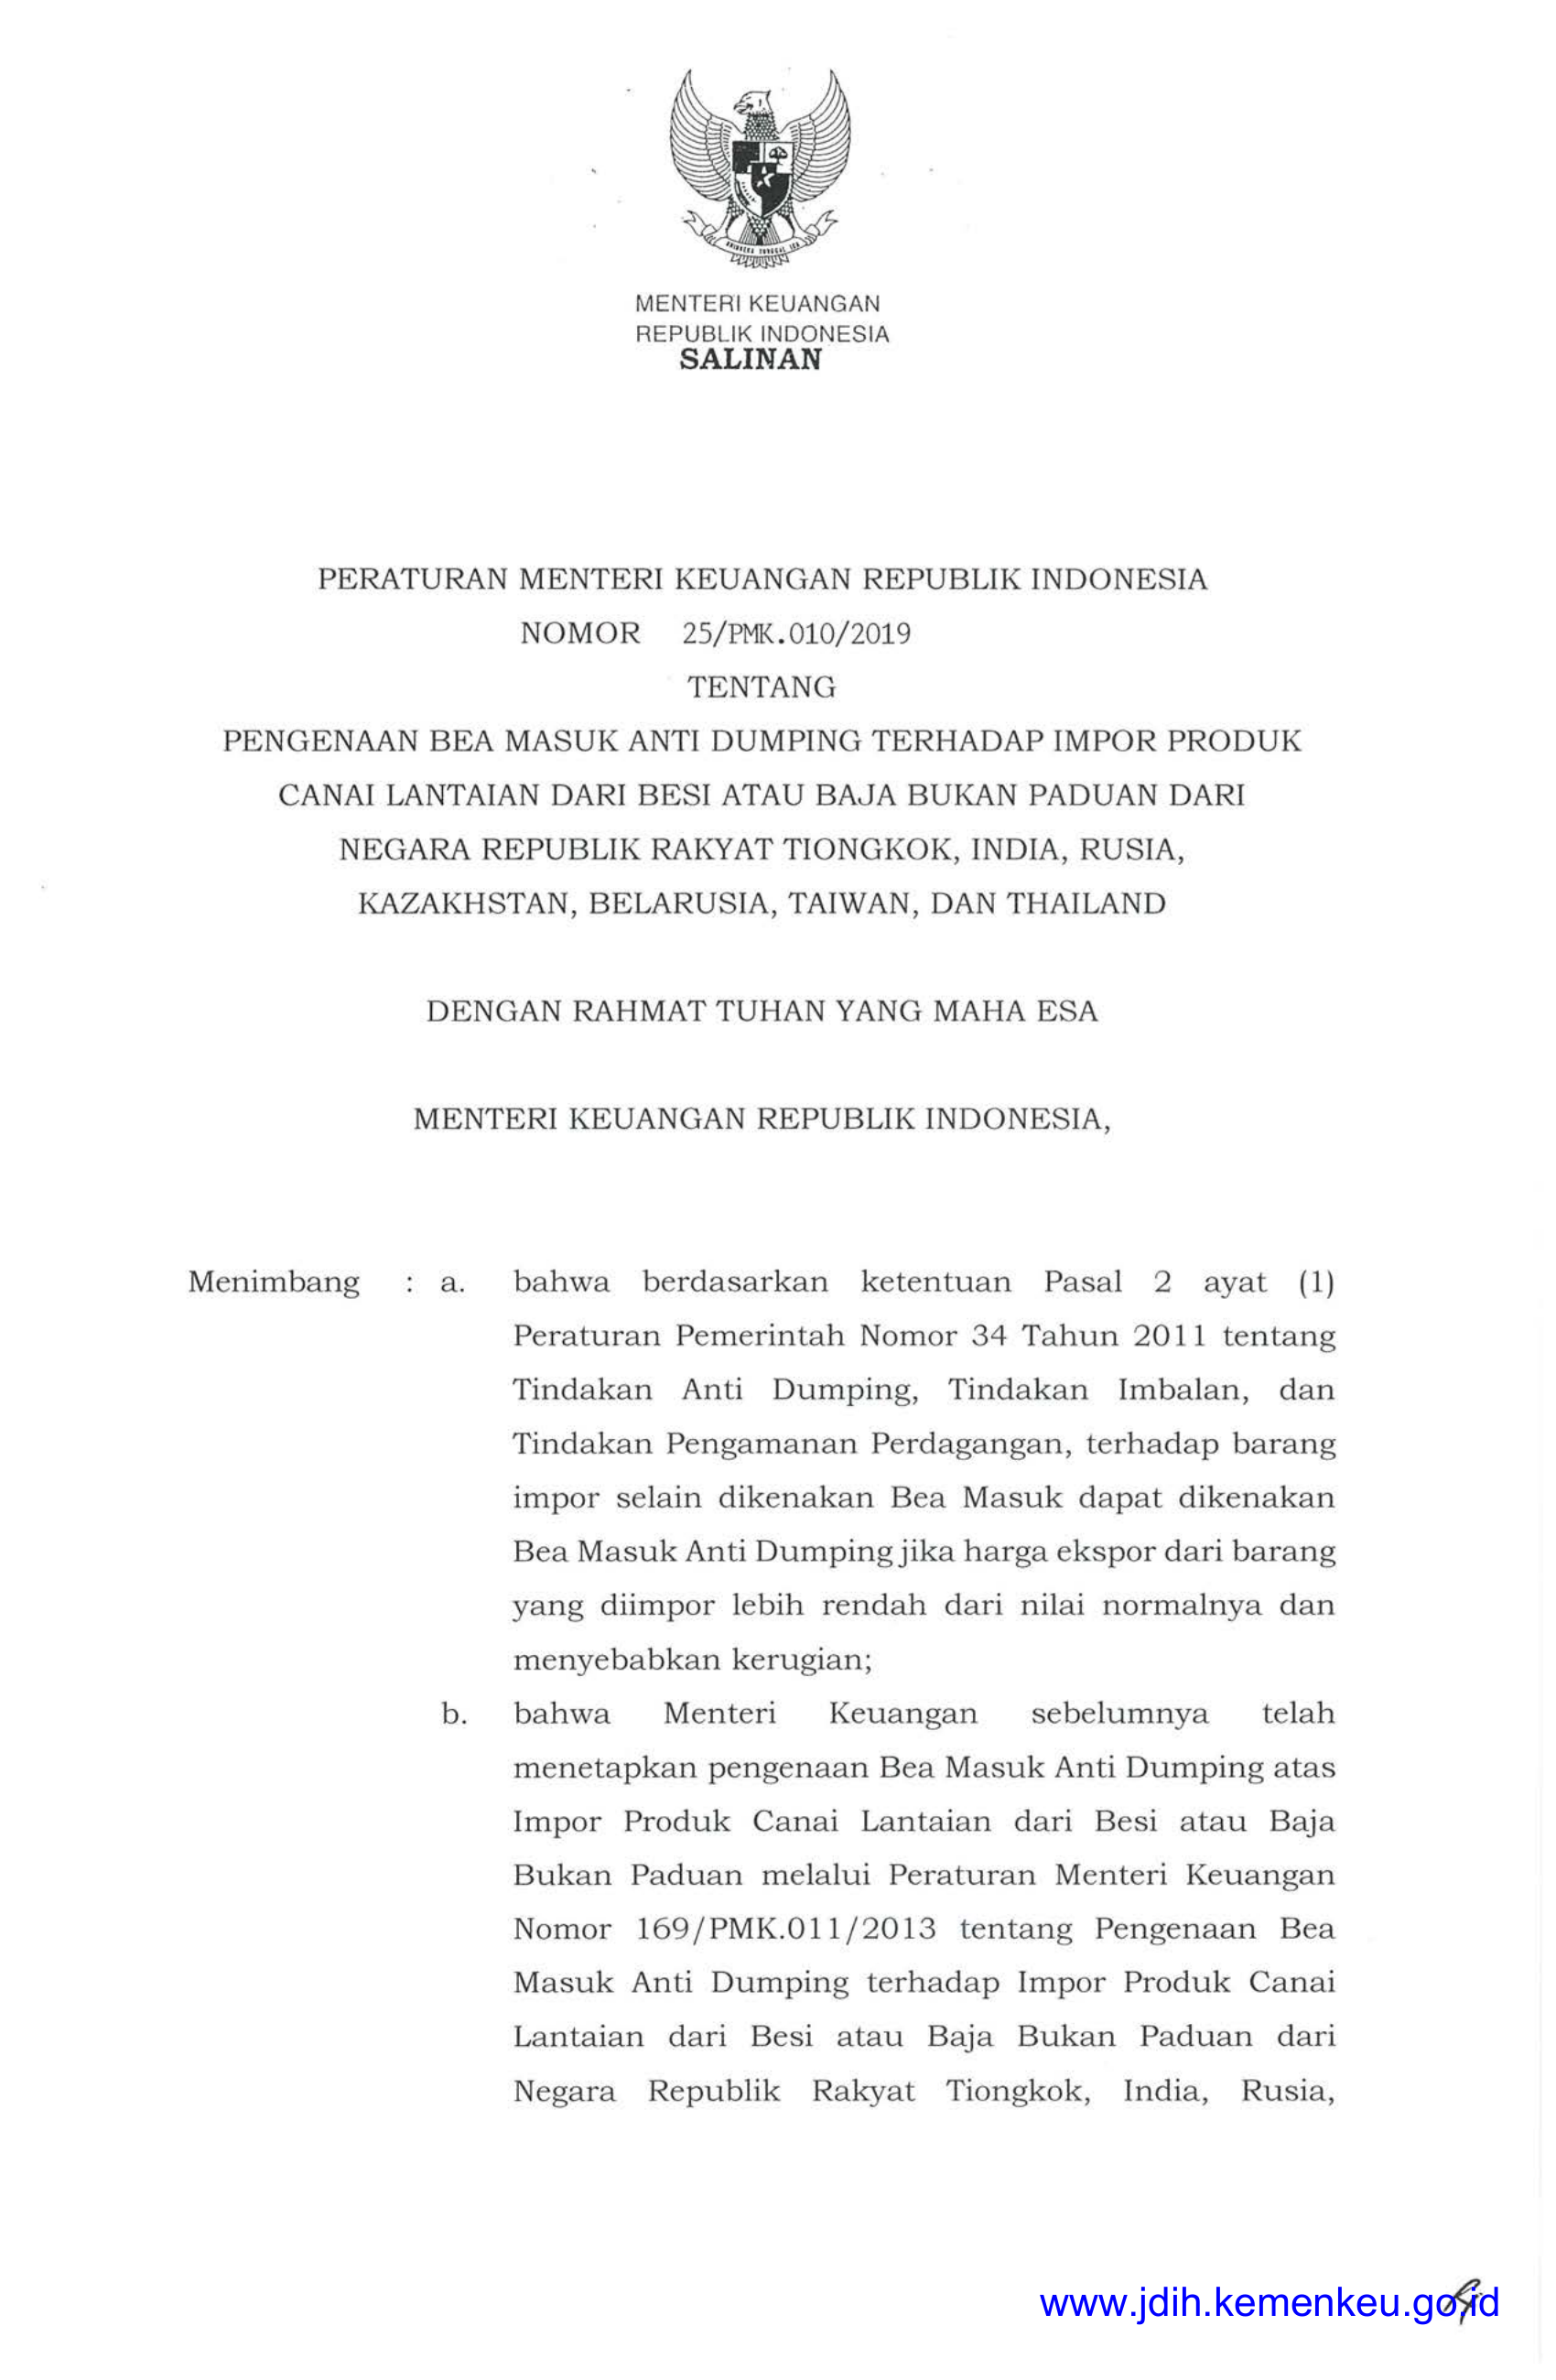 MENTERI KEUANGAN
REPUBLIK INDONESIA
SALINAN
PERATURAN MENTERI KEUANGAN REPUBLIK INDONESIA
NOMOR 25/PMK.010/2019
TENTANG
PENGENAAN BEA MASUK ANTI DUMPING TERHADAP IMPOR PRODUK
CANAI LANTAIAN DARI BESI ATAU BAJA BUKAN PADUAN DARI
NEGARA REPUBLIK RAKYAT TIONGKOK, INDIA, RUSIA,
KAZAKHSTAN, BELARUSIA, TAIWAN, DAN THAILAND
DENGAN RAHMAT TUHAN YANG MAHA ESA
MENTERI KEUANGAN REPUBLIK INDONESIA,
Menimbang : a. bahwa berdasarkan ketentuan Pasal 2 ayat (1)
Peraturan Pemerintah Nomor 34 Tahun 2011 tentang
Tindakan Anti Dumping, Tindakan Imbalan, dan
Tindakan Pengamanan Perdagangan, terhadap barang
impor selain dikenakan Bea Masuk dapat dikenakan
Bea Masuk Anti Dumping jika harga ekspor dari barang
yang diimpor lebih rendah dari nilai normalnya dan
menyebabkan kerugian;
b. bahwa Menteri Keuangan sebelumnya telah
menetapkan pengenaan Bea Masuk Anti Dumping atas
Impor Produk Canai Lantaian dari Besi atau Baja
Bukan Paduan melalui Peraturan Menteri Keuangan
Nomor 169/PMK.011/2013 tentang Pengenaan Bea
Masuk Anti Dumping terhadap Impor Produk Canai
Lantaian dari Besi atau Baja Bukan Paduan dari
Negara Republik Rakyat Tiongkok, India, Rusia,
www.jdih.kemenkeu.go.id